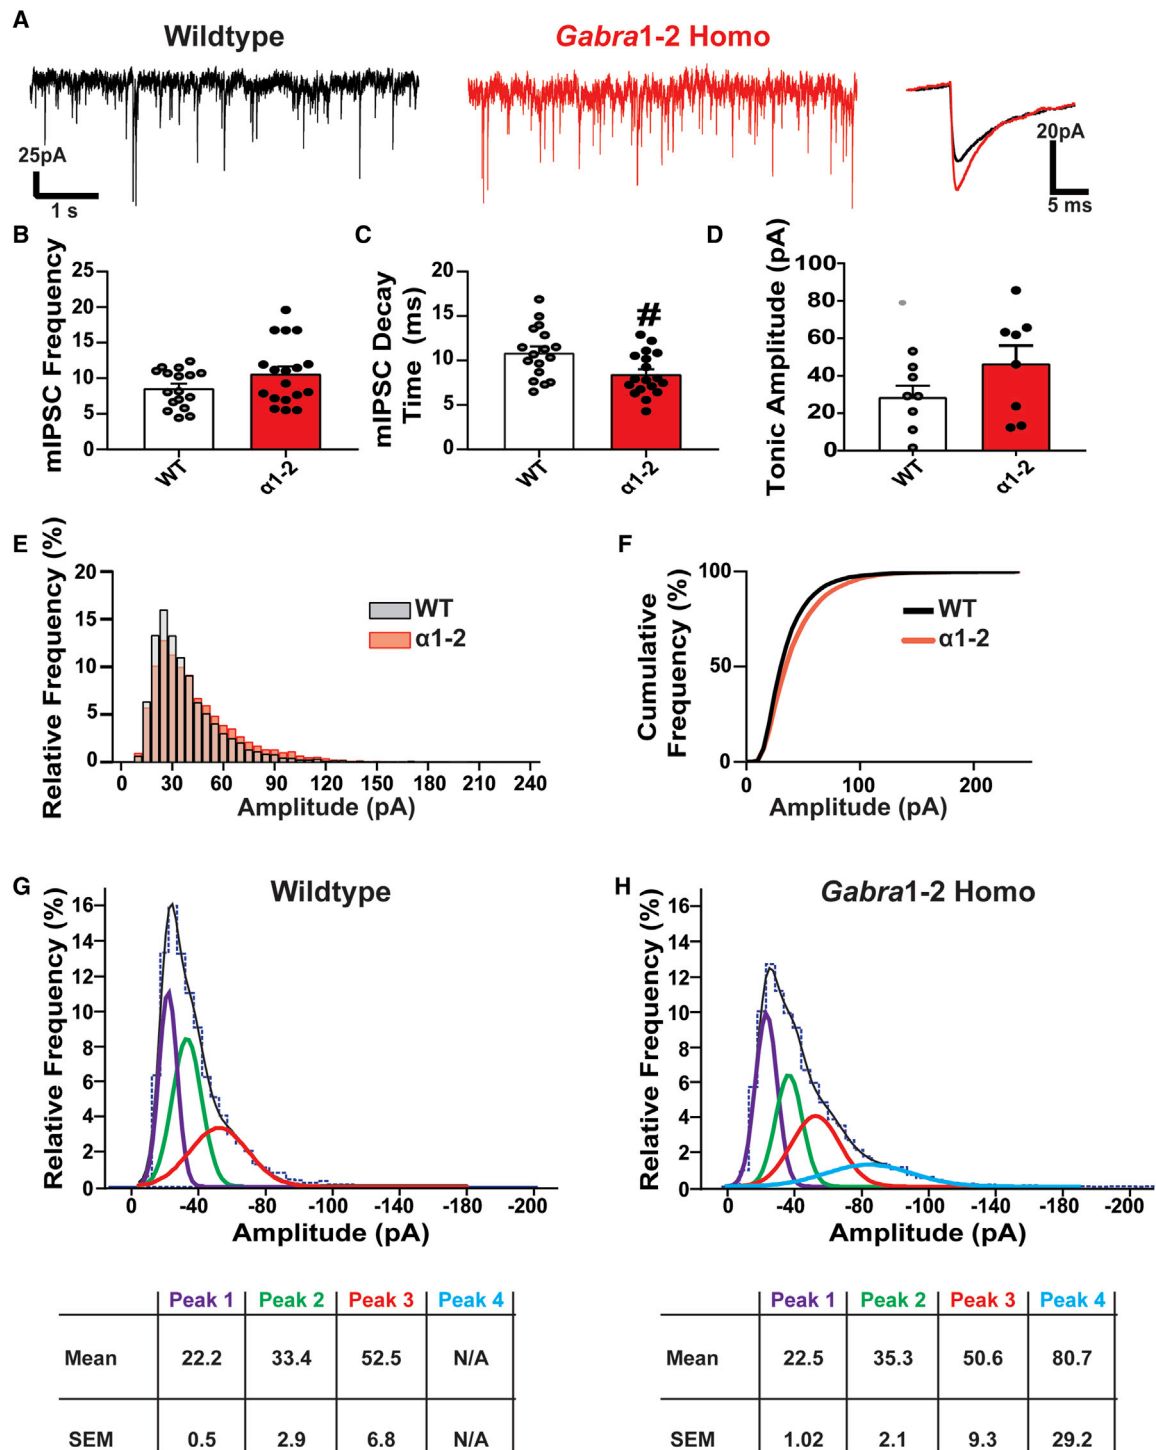 A
Wildtype
Gabra1-2 Homo
25pA
1 s
20pA
5 ms
B
mIPSC Frequency
25
20
15
10
5
0
WT
α1-2
C
mIPSC Decay
Time (ms)
20
15
10
5
0
#
WT
α1-2
D
Tonic Amplitude (pA)
100
80
60
40
20
0
WT
α1-2
E
Relative Frequency (%)
20
15
10
5
0
WT
α1-2
0 30 60 90 120 150 180 210 240
Amplitude (pA)
F
Cumulative
Frequency (%)
100
50
0
WT
α1-2
0 100 200
Amplitude (pA)
G
Wildtype
Relative Frequency (%)
16
14
12
10
8
6
4
2
0
0 -40 -80 -100 -140 -180 -200
Amplitude (pA)
Peak 1 Peak 2 Peak 3 Peak 4
Mean 22.2 33.4 52.5 N/A
SEM 0.5 2.9 6.8 N/A
H
Gabra1-2 Homo
Relative Frequency (%)
16
14
12
10
8
6
4
2
0
0 -40 -80 -100 -140 -180 -200
Amplitude (pA)
Peak 1 Peak 2 Peak 3 Peak 4
Mean 22.5 35.3 50.6 80.7
SEM 1.02 2.1 9.3 29.2